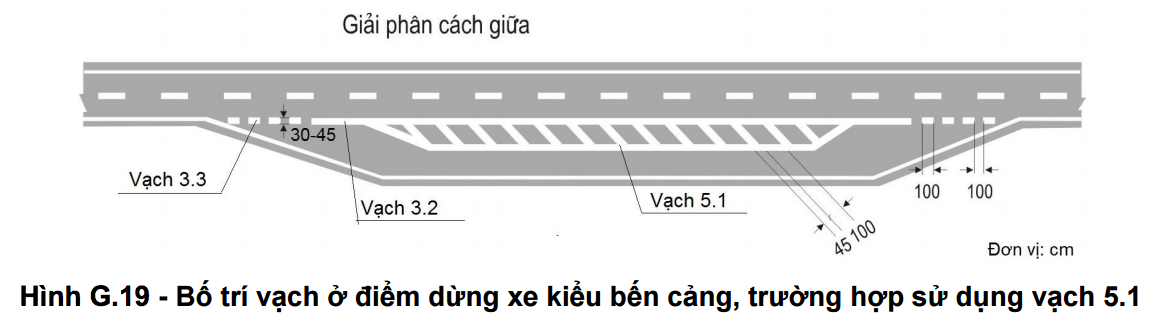 Giải phân cách giữa
30-45
Vạch 3.3
Vạch 3.2
Vạch 5.1
45 100
100
100
Đơn vị: cm
Hình G.19 - Bố trí vạch ở điểm dừng xe kiểu bến cảng, trường hợp sử dụng vạch 5.1